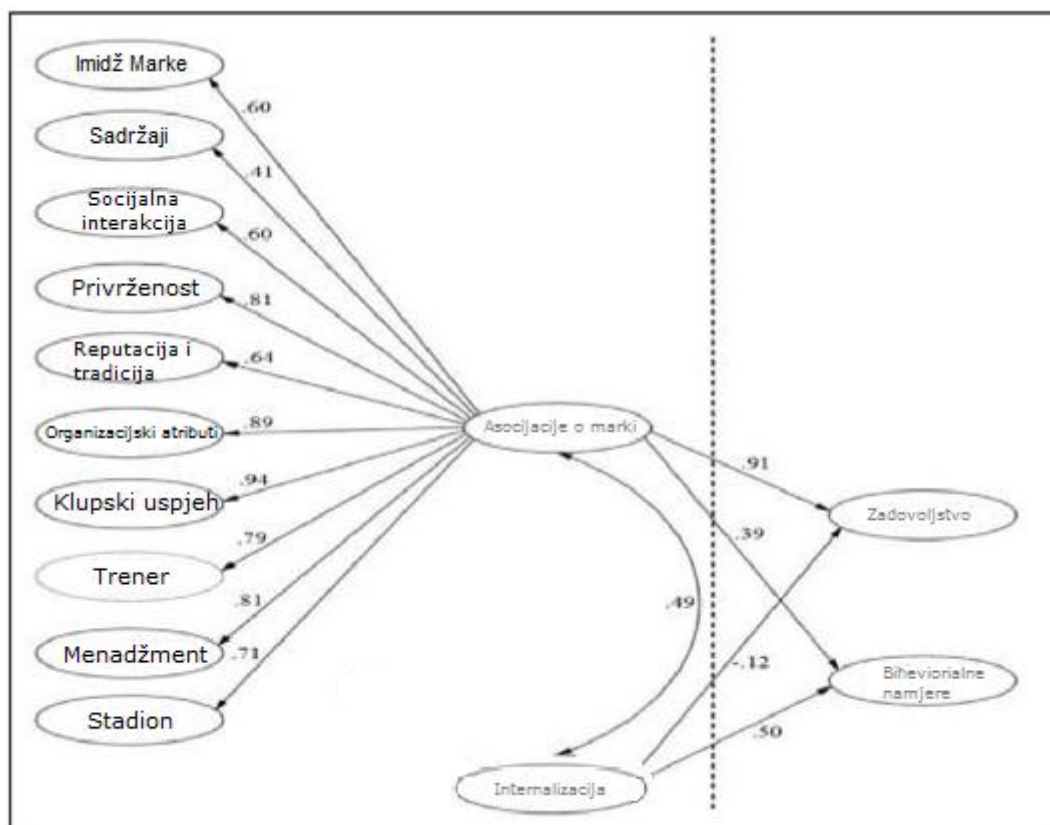 Imidž Marke
.60
Sadržaji
.41
Socijalna
interakcija
.60
Privrženost
.81
Reputacija i
tradicija
.64
Organizacijski atributi
.89
Asocijacije o marki
Klupski uspjeh
.94
.91
Zadovoljstvo
Trener
.79
.39
.81
.49
Menadžment
.71
-.12
Biheviorialne
namjere
Stadion
.50
Internalizacija